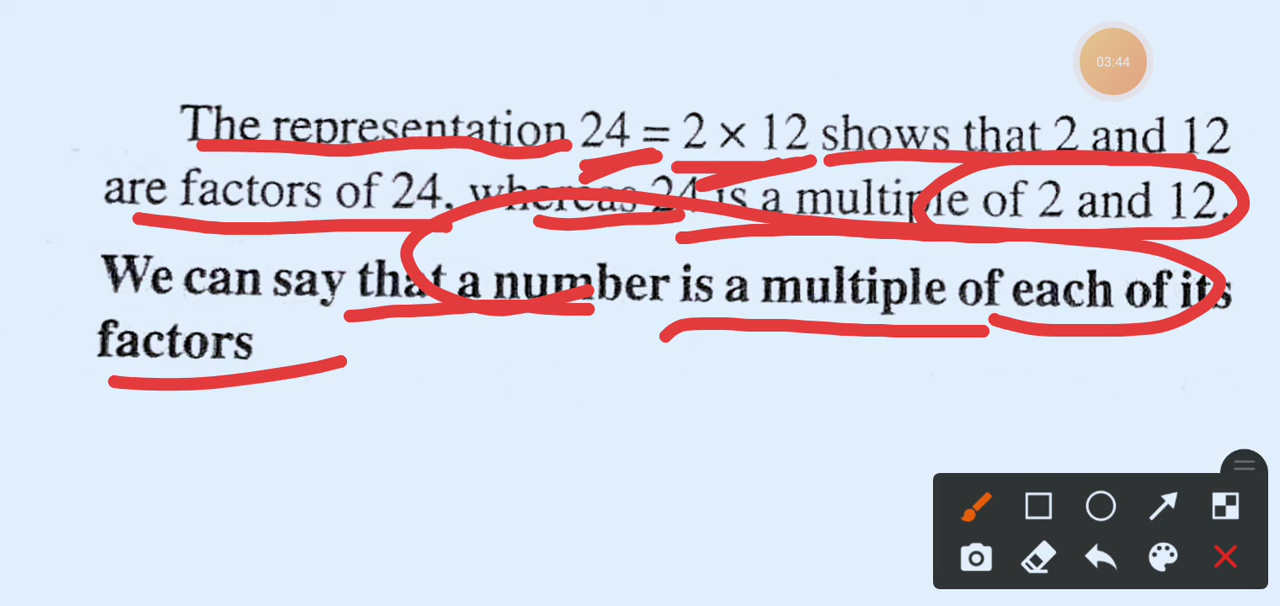 03:44
The representation 24 = 2 × 12 shows that 2 and 12
are factors of 24, whereas 24 is a multiple of 2 and 12.
We can say that a number is a multiple of each of its
factors